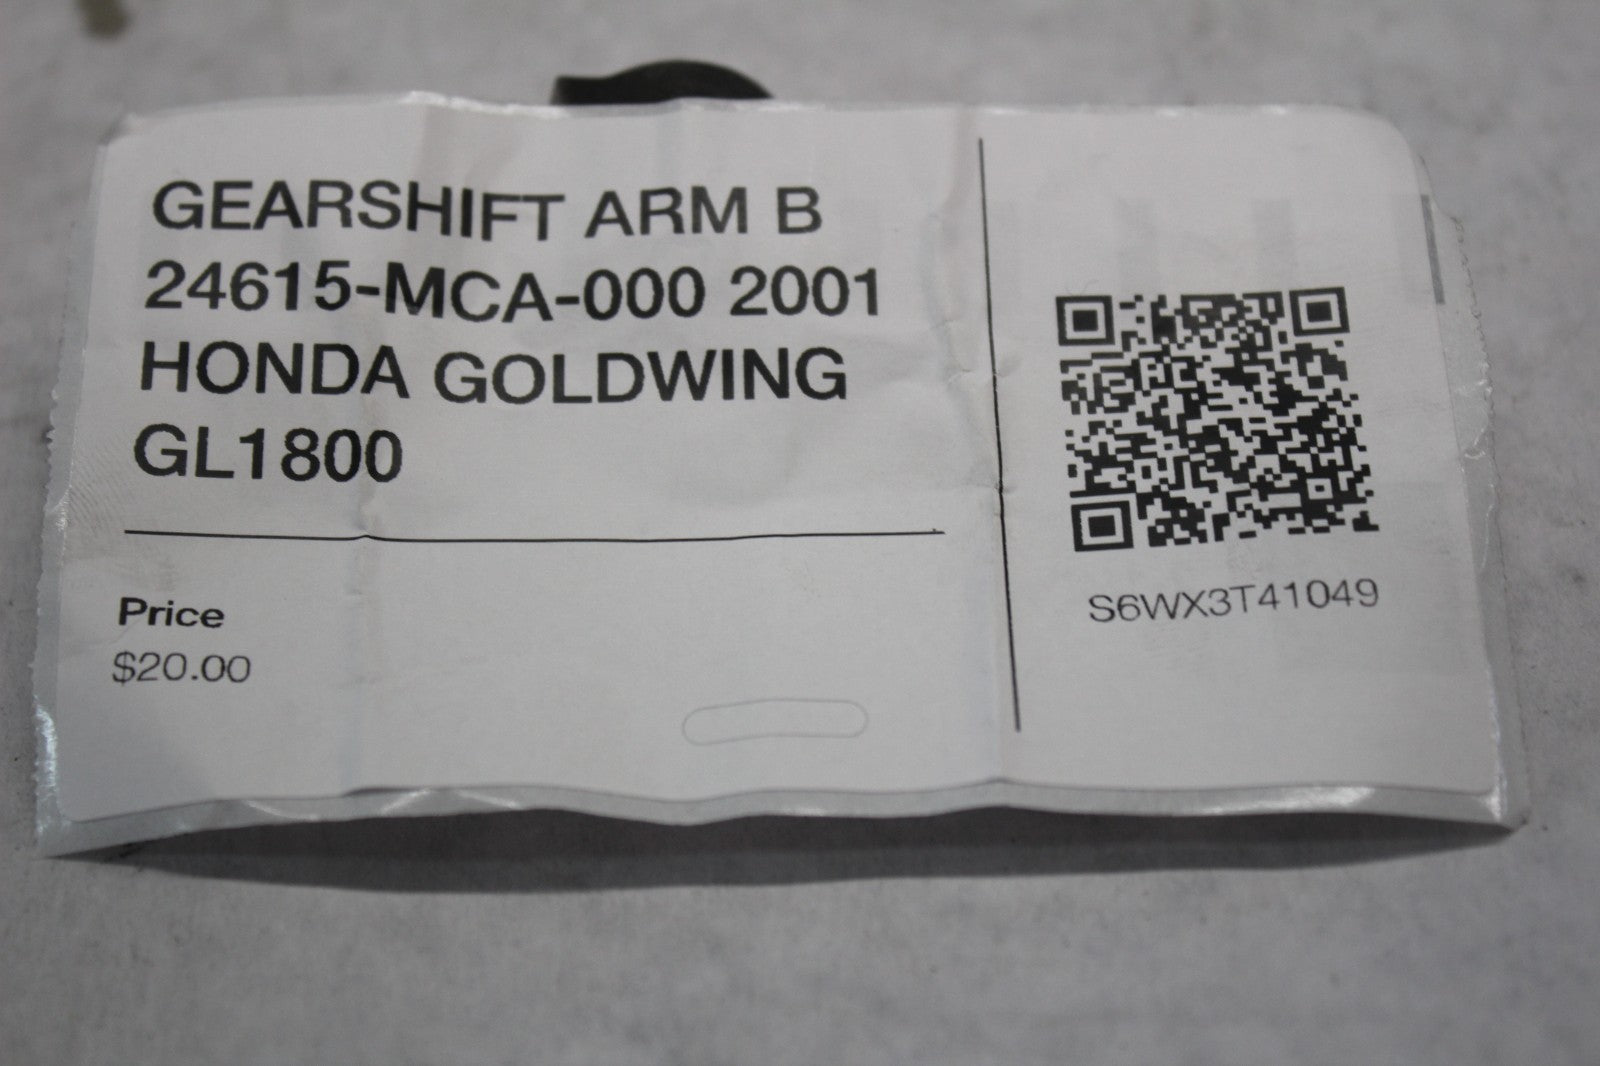 GEARSHIFT ARM B
24615-MCA-000 2001
HONDA GOLDWING
GL1800
Price
$20.00
S6WX3T41049